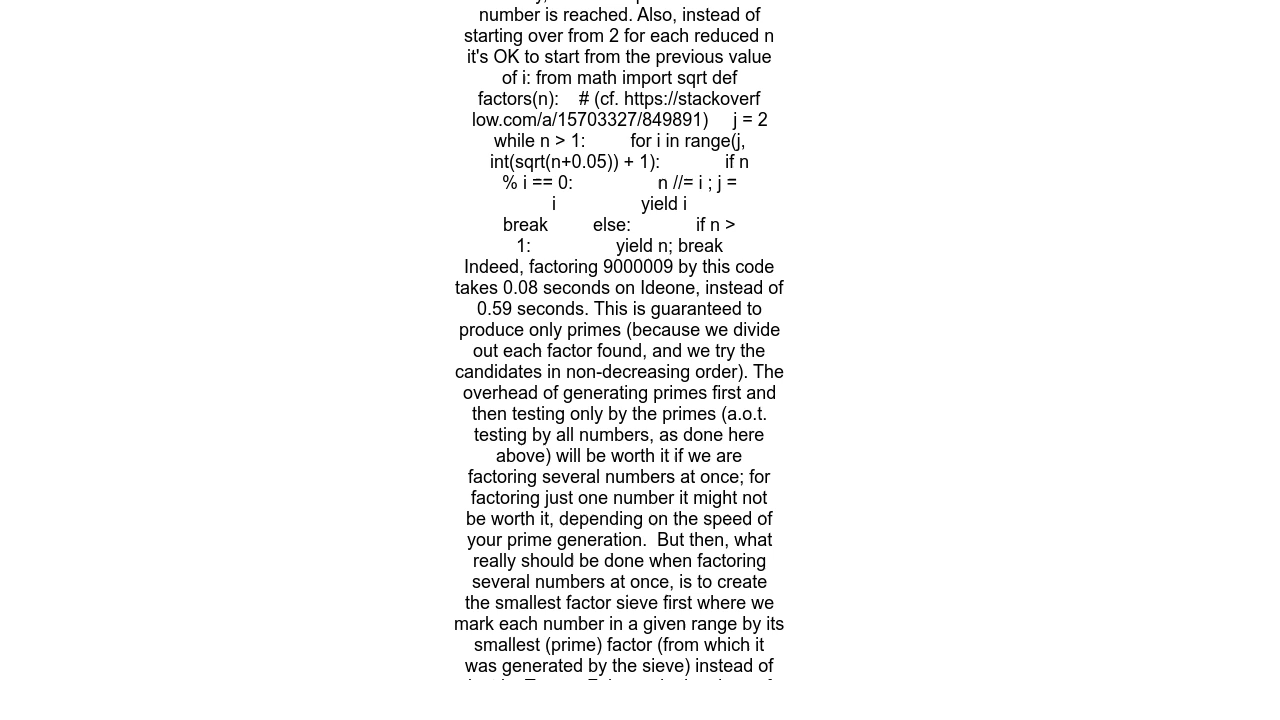 number is reached. Also, instead of
starting over from 2 for each reduced n
it's OK to start from the previous value
of i: from math import sqrt def
factors(n):    # (cf. https://stackoverf
low.com/a/15703327/849891)     j = 2
while n > 1:         for i in range(j,
int(sqrt(n+0.05)) + 1):             if n
% i == 0:                 n //= i ; j =
i                 yield i
break         else:             if n >
1:                 yield n; break
Indeed, factoring 9000009 by this code
takes 0.08 seconds on Ideone, instead of
0.59 seconds. This is guaranteed to
produce only primes (because we divide
out each factor found, and we try the
candidates in non-decreasing order). The
overhead of generating primes first and
then testing only by the primes (a.o.t.
testing by all numbers, as done here
above) will be worth it if we are
factoring several numbers at once; for
factoring just one number it might not
be worth it, depending on the speed of
your prime generation.  But then, what
really should be done when factoring
several numbers at once, is to create
the smallest factor sieve first where we
mark each number in a given range by its
smallest (prime) factor (from which it
was generated by the sieve) instead of